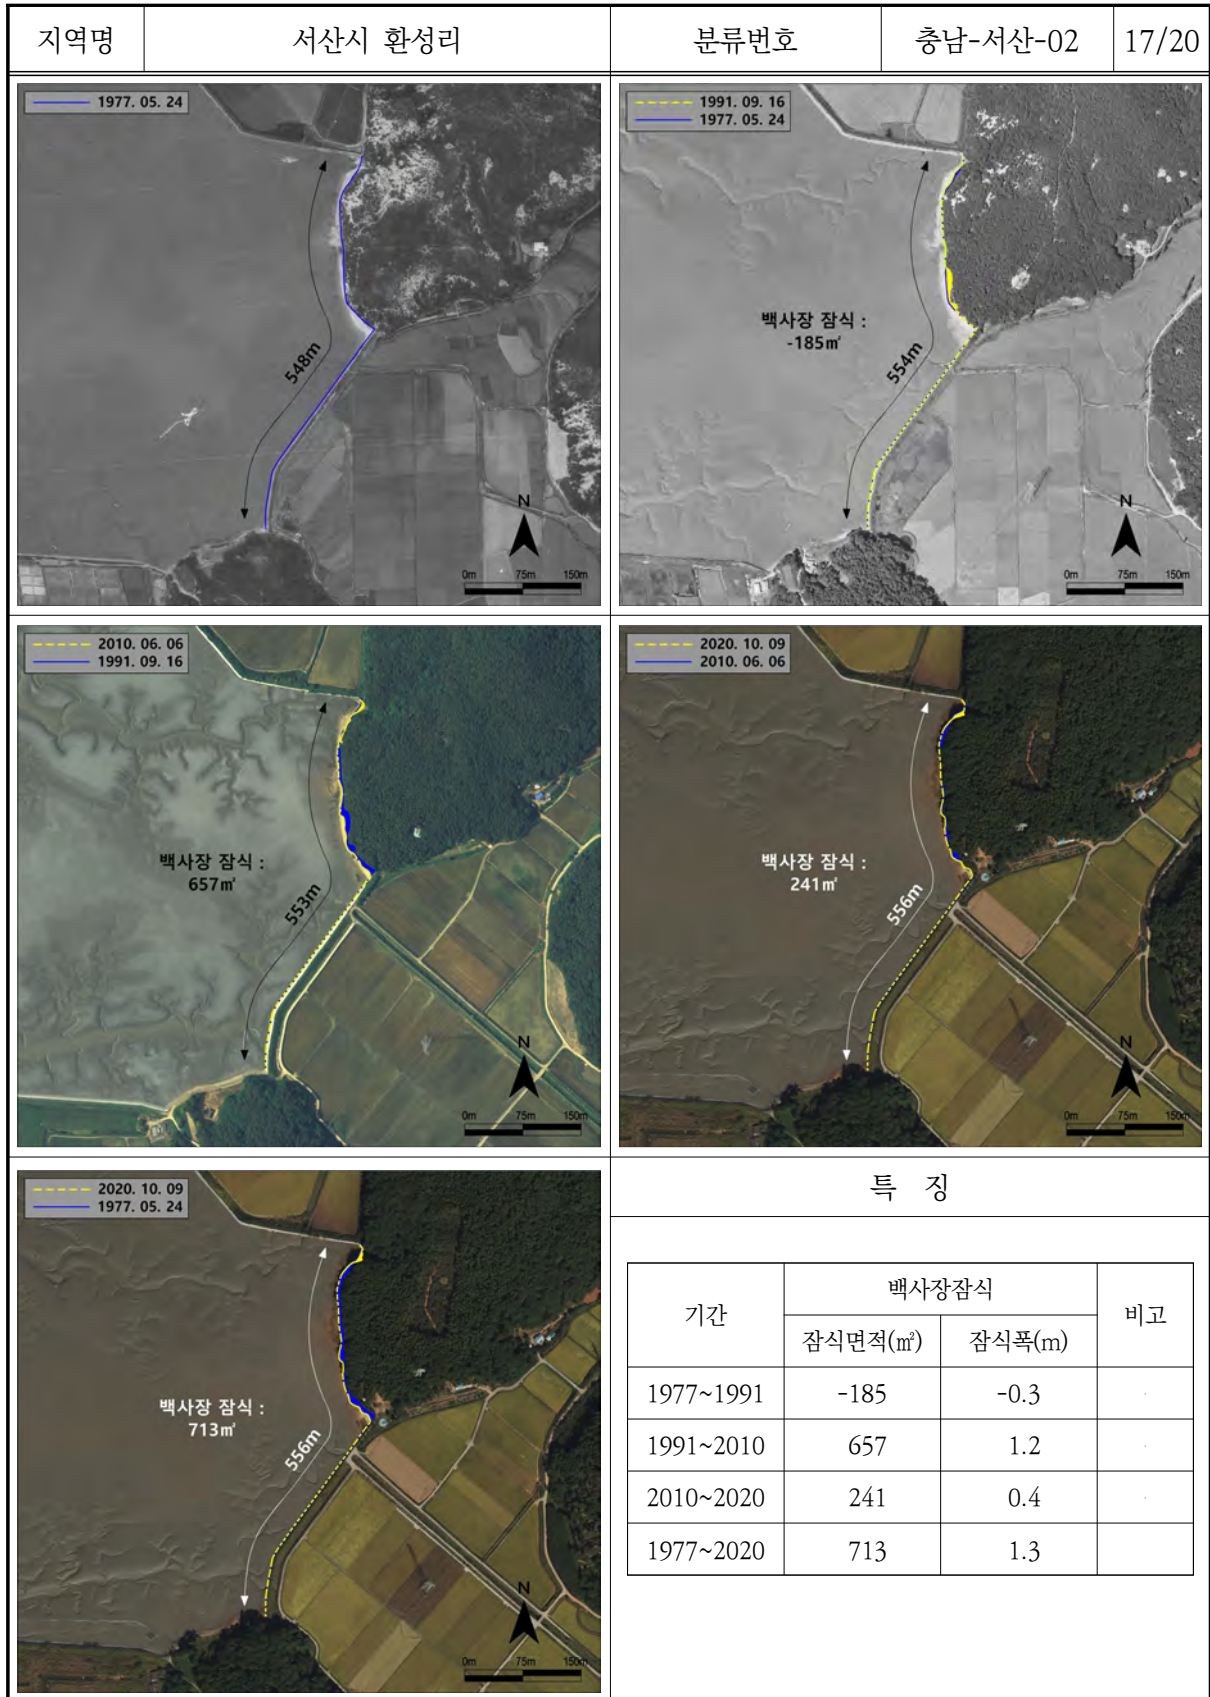 지역명 서산시 환성리 분류번호 충남-서산-02 17/20
1977. 05. 24
548m
N
0m 75m 150m
1991. 09. 16
1977. 05. 24
백사장 잠식 :
-185㎡
554m
N
0m 75m 150m
2010. 06. 06
1991. 09. 16
백사장 잠식 :
657㎡
553m
N
0m 75m 150m
2020. 10. 09
2010. 06. 06
백사장 잠식 :
241㎡
556m
N
0m 75m 150m
2020. 10. 09
1977. 05. 24
백사장 잠식 :
713㎡
556m
N
0m 75m 150m
특 징
기간 백사장잠식 비고
잠식면적(㎡) 잠식폭(m)
1977~1991 -185 -0.3
1991~2010 657 1.2
2010~2020 241 0.4
1977~2020 713 1.3